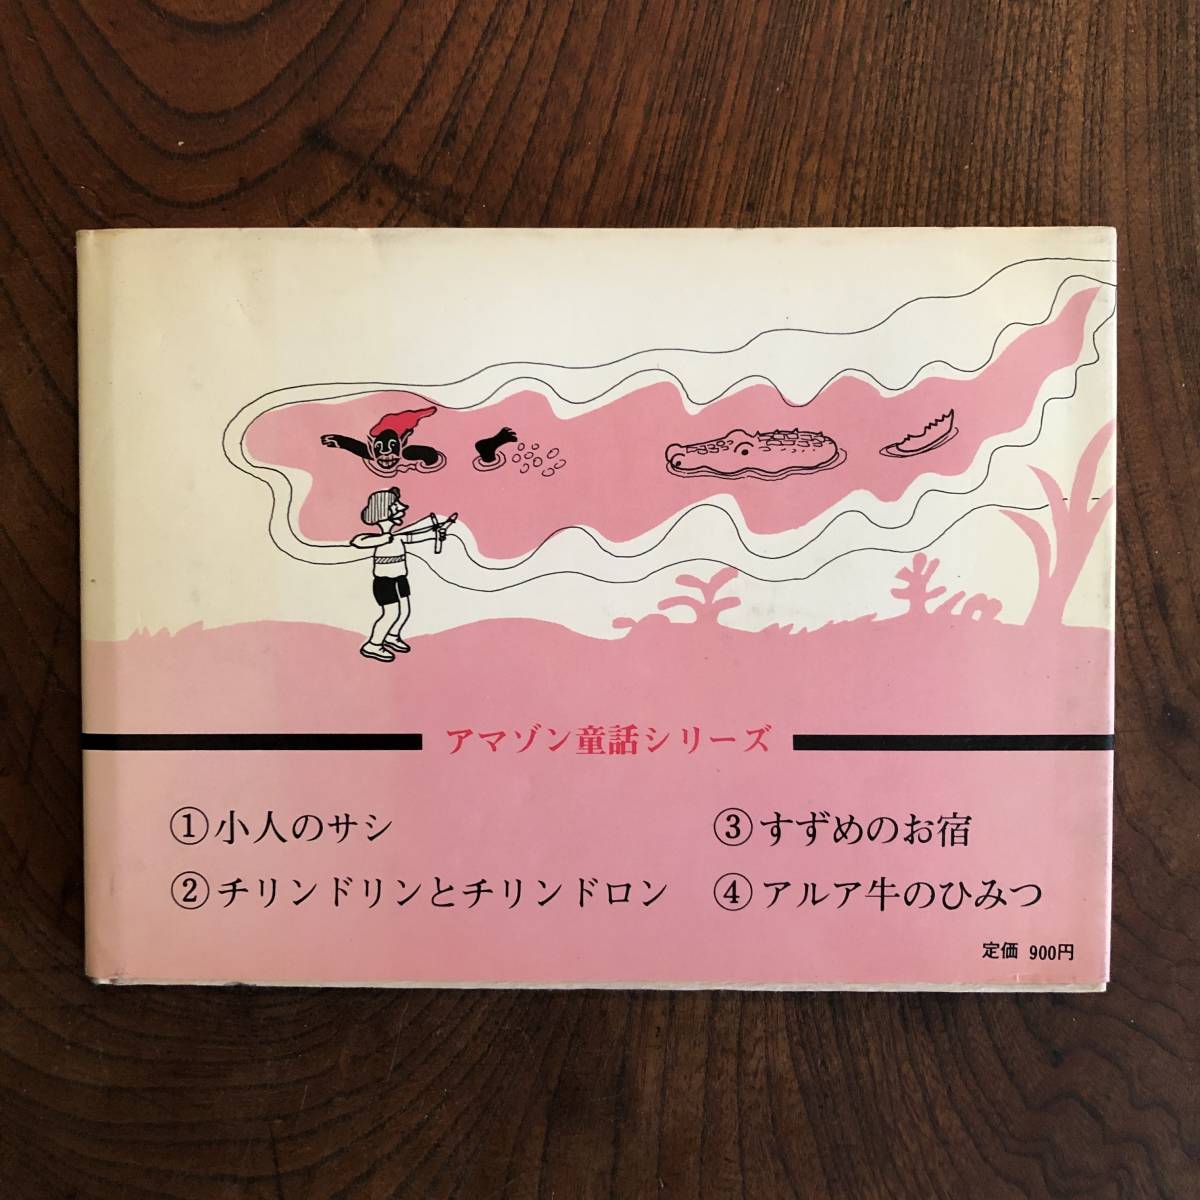 アマゾン童話シリーズ
①小人のサシ
②チリンドリンとチリンドロン
③すずめのお宿
④アルア牛のひみつ
定価 900円